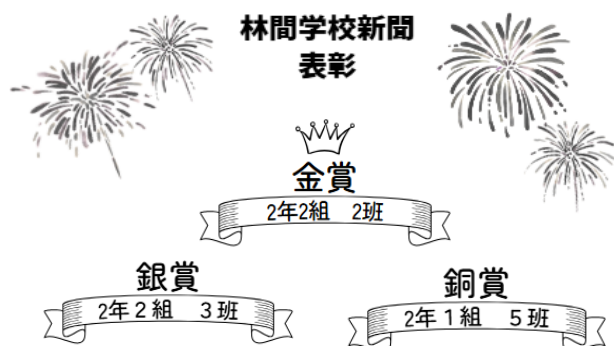 林間学校新聞
表彰
金賞
2年2組　2班
銀賞
2年２組　３班
銅賞
2年１組　５班